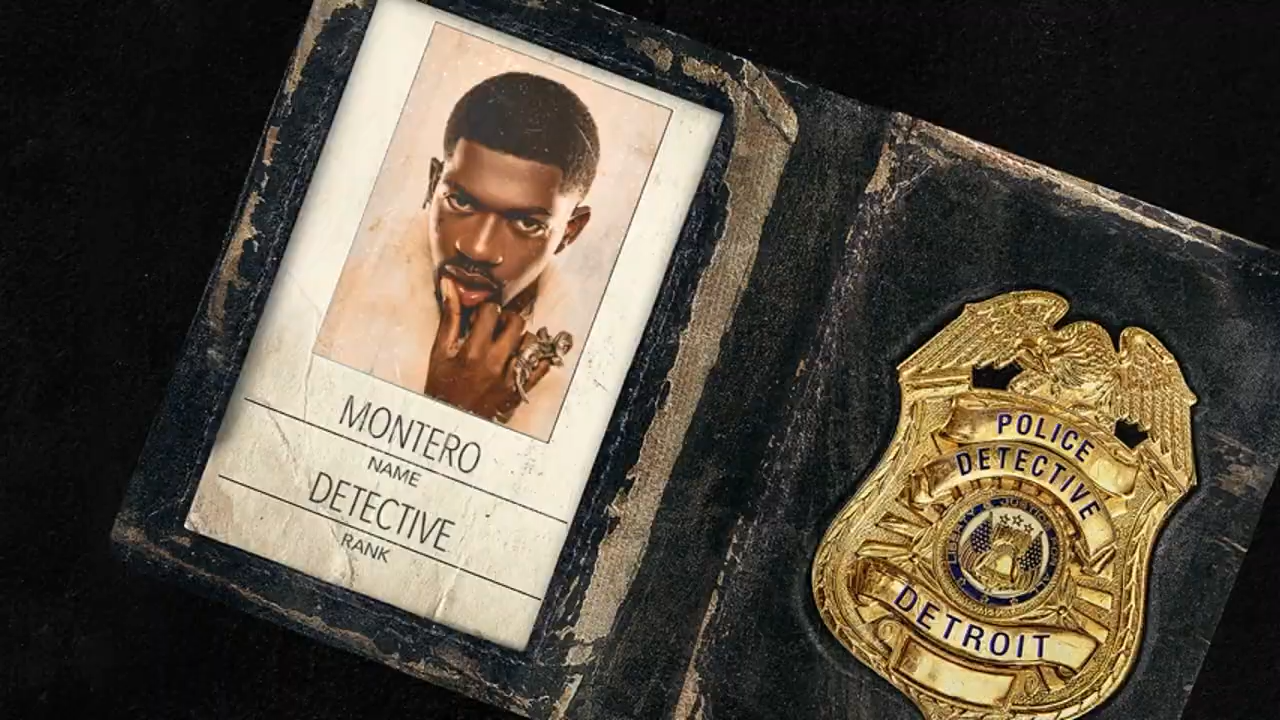 MONTERO
NAME
DETECTIVE
RANK
POLICE
DETECTIVE
DETROIT